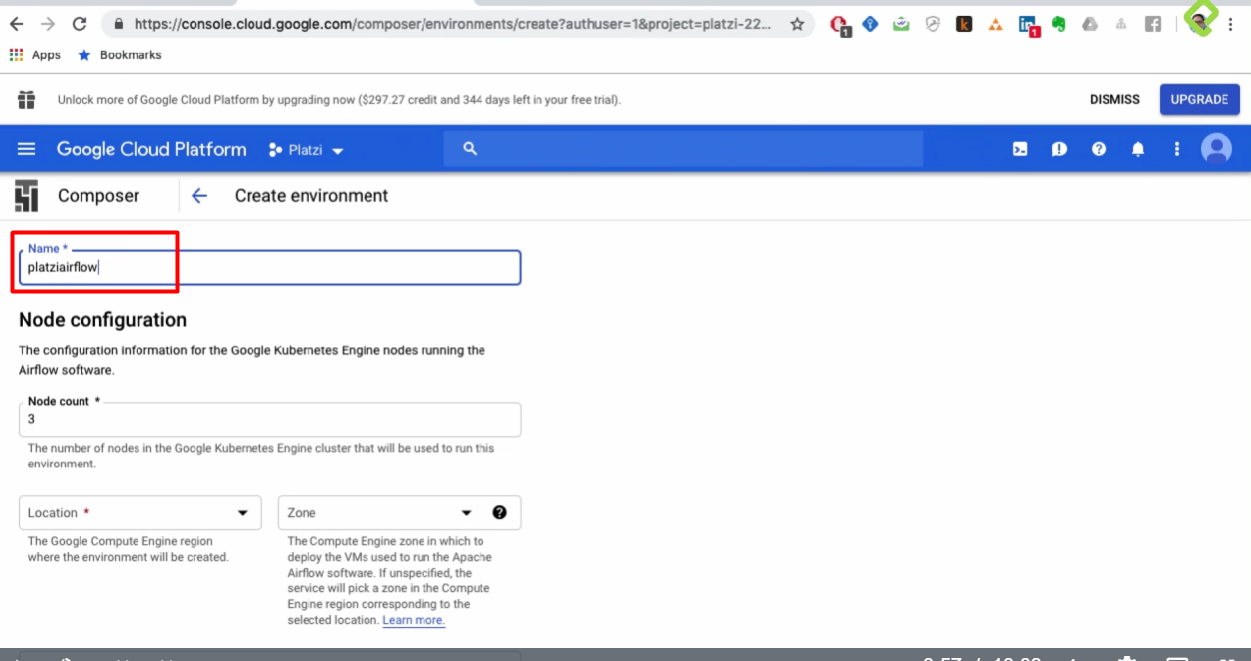 https://console.cloud.google.com/composer/environments/create?authuser=1&project=platzi-22...
Apps Bookmarks
Unlock more of Google Cloud Platform by upgrading now ($297.27 credit and 344 days left in your free trial).
DISMISS UPGRADE
Google Cloud Platform Platzi
Composer Create environment
Name *
platziairflow
Node configuration
The configuration information for the Google Kubernetes Engine nodes running the
Airflow software.
Node count *
3
The number of nodes in the Google Kubernetes Engine cluster that will be used to run this
environment.
Location *
The Google Compute Engine region
where the environment will be created.
Zone
The Compute Engine zone in which to
deploy the VMs used to run the Apache
Airflow software. If unspecified, the
service will pick a zone in the Compute
Engine region corresponding to the
selected location. Learn more.